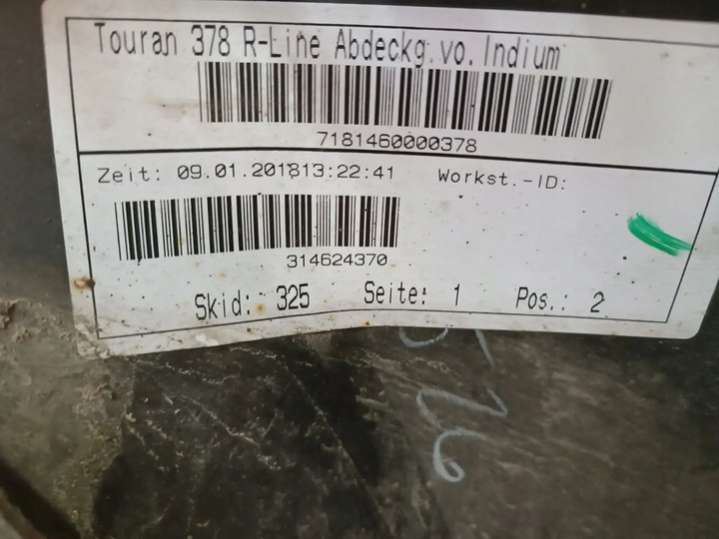 Touran 378 R-Line Abdeckg.vo.Indium
7181460000378
Zeit: 09.01.201813:22:41 Workst.-ID:
314624370
Skid: 325 Seite: 1 Pos.: 2